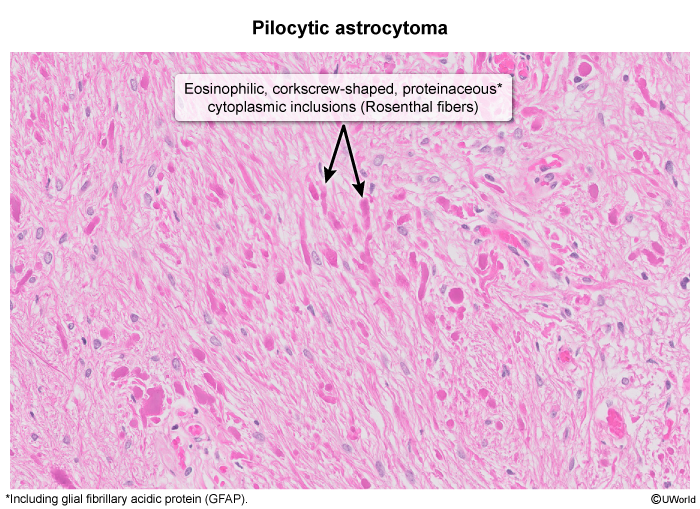 Pilocytic astrocytoma
Eosinophilic, corkscrew-shaped, proteinaceous*
cytoplasmic inclusions (Rosenthal fibers)
*Including glial fibrillary acidic protein (GFAP).
©UWorld